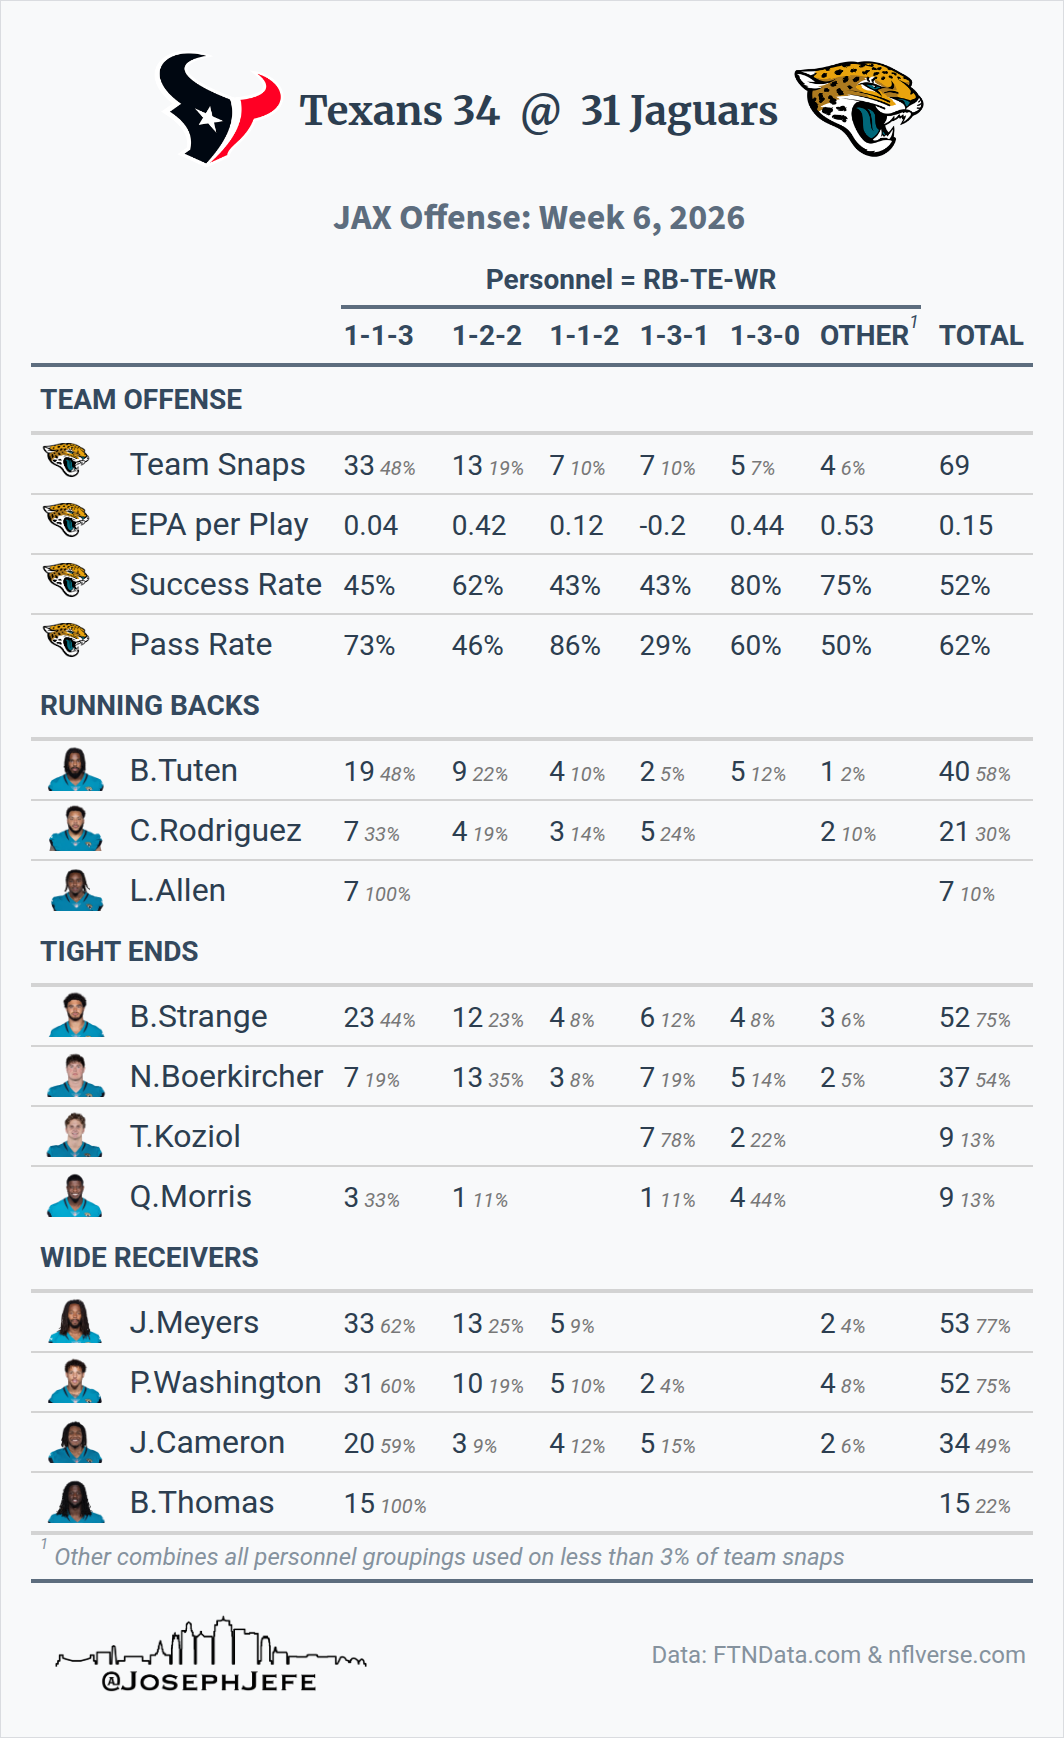 Texans 34 @ 31 Jaguars
JAX Offense: Week 6, 2026
Personnel = RB-TE-WR
1-1-3 1-2-2 1-1-2 1-3-1 1-3-0 OTHER1 TOTAL
TEAM OFFENSE
Team Snaps 33 48% 13 19% 7 10% 7 10% 5 7% 4 6% 69
EPA per Play 0.04 0.42 0.12 -0.2 0.44 0.53 0.15
Success Rate 45% 62% 43% 43% 80% 75% 52%
Pass Rate 73% 46% 86% 29% 60% 50% 62%
RUNNING BACKS
B.Tuten 19 48% 9 22% 4 10% 2 5% 5 12% 1 2% 40 58%
C.Rodriguez 7 33% 4 19% 3 14% 5 24% 2 10% 21 30%
L.Allen 7 100% 7 10%
TIGHT ENDS
B.Strange 23 44% 12 23% 4 8% 6 12% 4 8% 3 6% 52 75%
N.Boerkircher 7 19% 13 35% 3 8% 7 19% 5 14% 2 5% 37 54%
T.Koziol 7 78% 2 22% 9 13%
Q.Morris 3 33% 1 11% 1 11% 4 44% 9 13%
WIDE RECEIVERS
J.Meyers 33 62% 13 25% 5 9% 2 4% 53 77%
P.Washington 31 60% 10 19% 5 10% 2 4% 4 8% 52 75%
J.Cameron 20 59% 3 9% 4 12% 5 15% 2 6% 34 49%
B.Thomas 15 100% 15 22%
1 Other combines all personnel groupings used on less than 3% of team snaps
@JosephJefe
Data: FTNData.com & nflverse.com